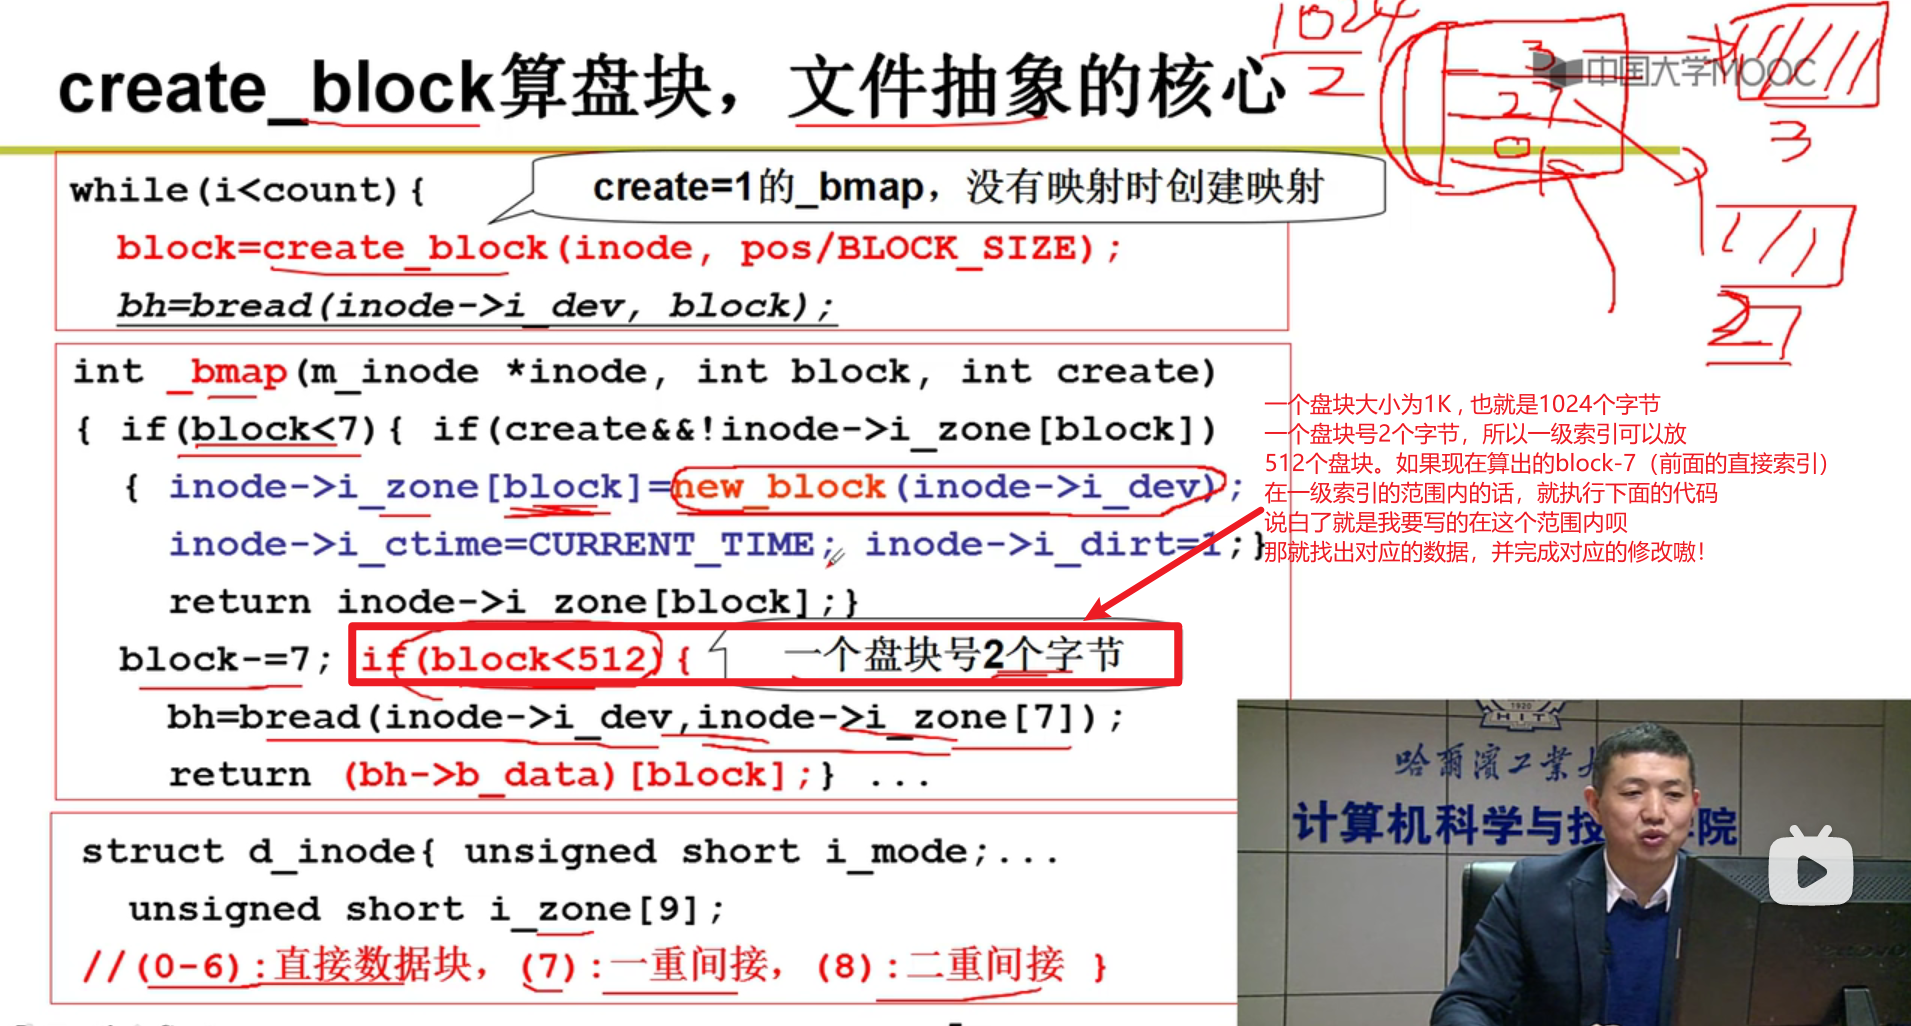 create_block算盘块，文件抽象的核心
1024
2
中国大学MOOC
3
27
0
3
27
while(i<count){
create=1的_bmap，没有映射时创建映射
block=create_block(inode, pos/BLOCK_SIZE);
bh=bread(inode->i_dev, block);
int _bmap(m_inode *inode, int block, int create)
{ if(block<7){ if(create&&!inode->i_zone[block])
{ inode->i_zone[block]=new_block(inode->i_dev);
inode->i_ctime=CURRENT_TIME; inode->i_dirt=1;}
return inode->i_zone[block];}
block-=7; if(block<512){
一个盘块号2个字节
bh=bread(inode->i_dev,inode->i_zone[7]);
return (bh->b_data)[block];} ...
一个盘块大小为1K , 也就是1024个字节
一个盘块号2个字节，所以一级索引可以放
512个盘块。如果现在算出的block-7（前面的直接索引）
在一级索引的范围内的话，就执行下面的代码
说白了就是我要写的在这个范围内呗
那就找出对应的数据，并完成对应的修改嗷！
struct d_inode{ unsigned short i_mode;...
unsigned short i_zone[9];
//(0-6):直接数据块，(7):一重间接，(8):二重间接 }
1920
HIT
哈爾濱工業大
计算机科学与技 学院